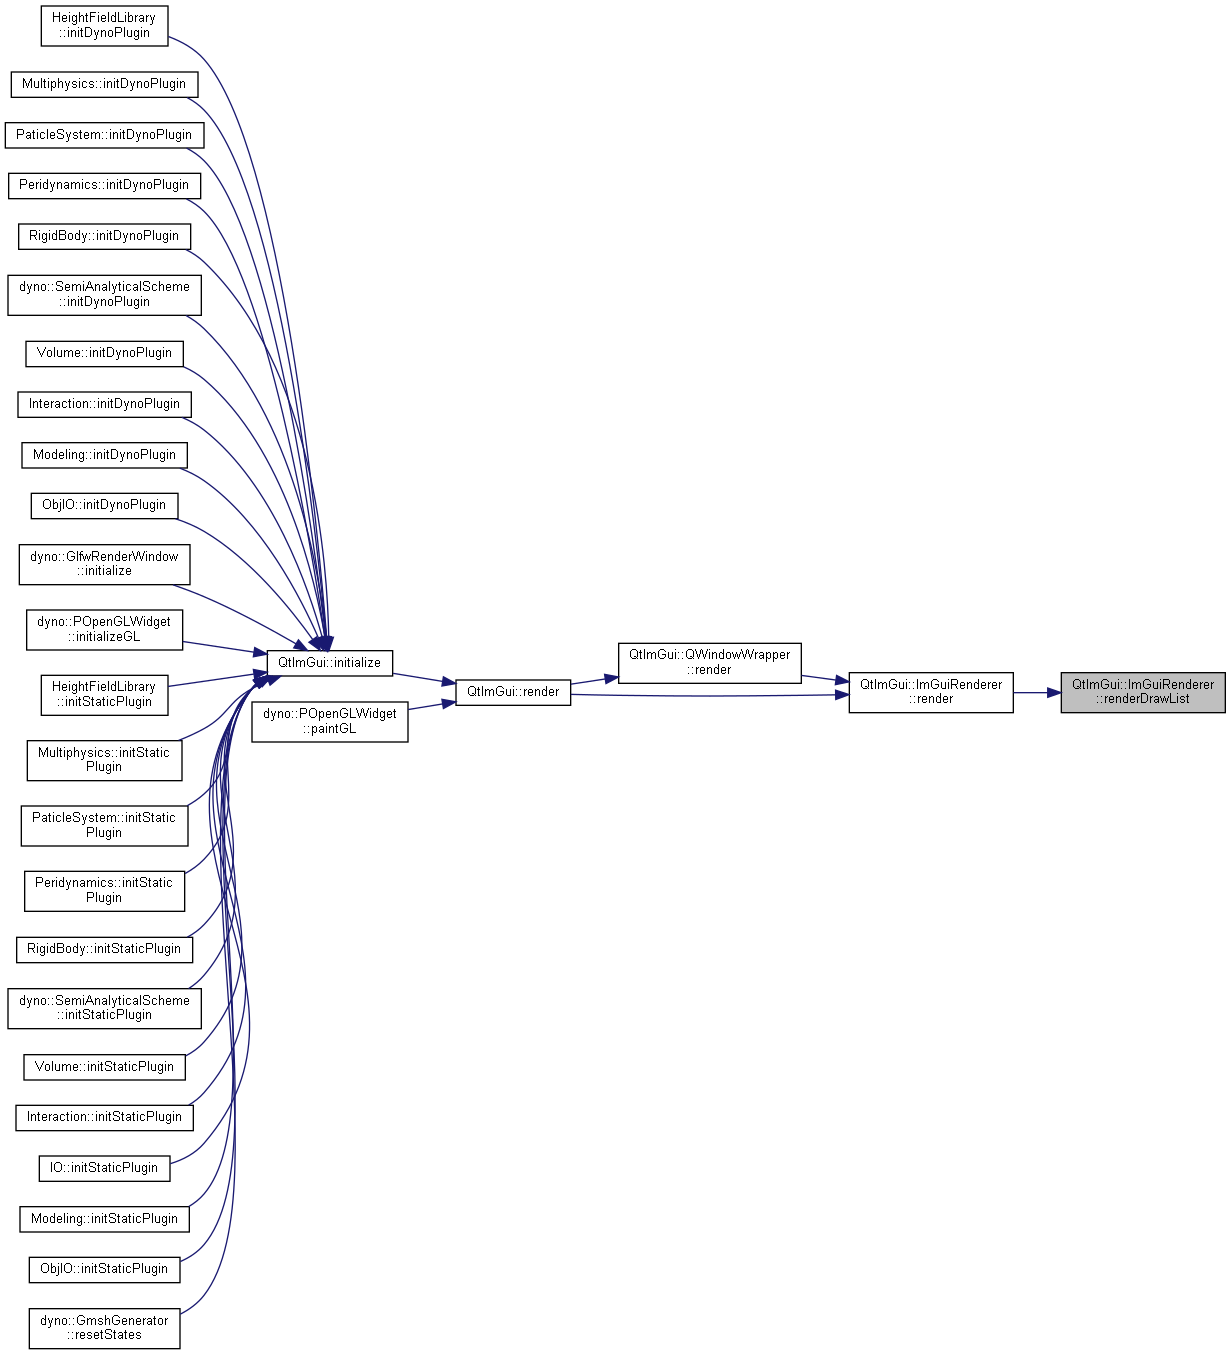 HeightFieldLibrary
::initDynoPlugin
Multiphysics::initDynoPlugin
PaticleSystem::initDynoPlugin
Peridynamics::initDynoPlugin
RigidBody::initDynoPlugin
dyno::SemiAnalyticalScheme
::initDynoPlugin
Volume::initDynoPlugin
Interaction::initDynoPlugin
Modeling::initDynoPlugin
ObjIO::initDynoPlugin
dyno::GlfwRenderWindow
::initialize
dyno::POpenGLWidget
::initializeGL
HeightFieldLibrary
::initStaticPlugin
Multiphysics::initStatic
Plugin
PaticleSystem::initStatic
Plugin
Peridynamics::initStatic
Plugin
RigidBody::initStaticPlugin
dyno::SemiAnalyticalScheme
::initStaticPlugin
Volume::initStaticPlugin
Interaction::initStaticPlugin
IO::initStaticPlugin
Modeling::initStaticPlugin
ObjIO::initStaticPlugin
dyno::GmshGenerator
::resetStates
QtImGui::initialize
dyno::POpenGLWidget
::paintGL
QtImGui::render
QtImGui::QWindowWrapper
::render
QtImGui::ImGuiRenderer
::render
QtImGui::ImGuiRenderer
::renderDrawList